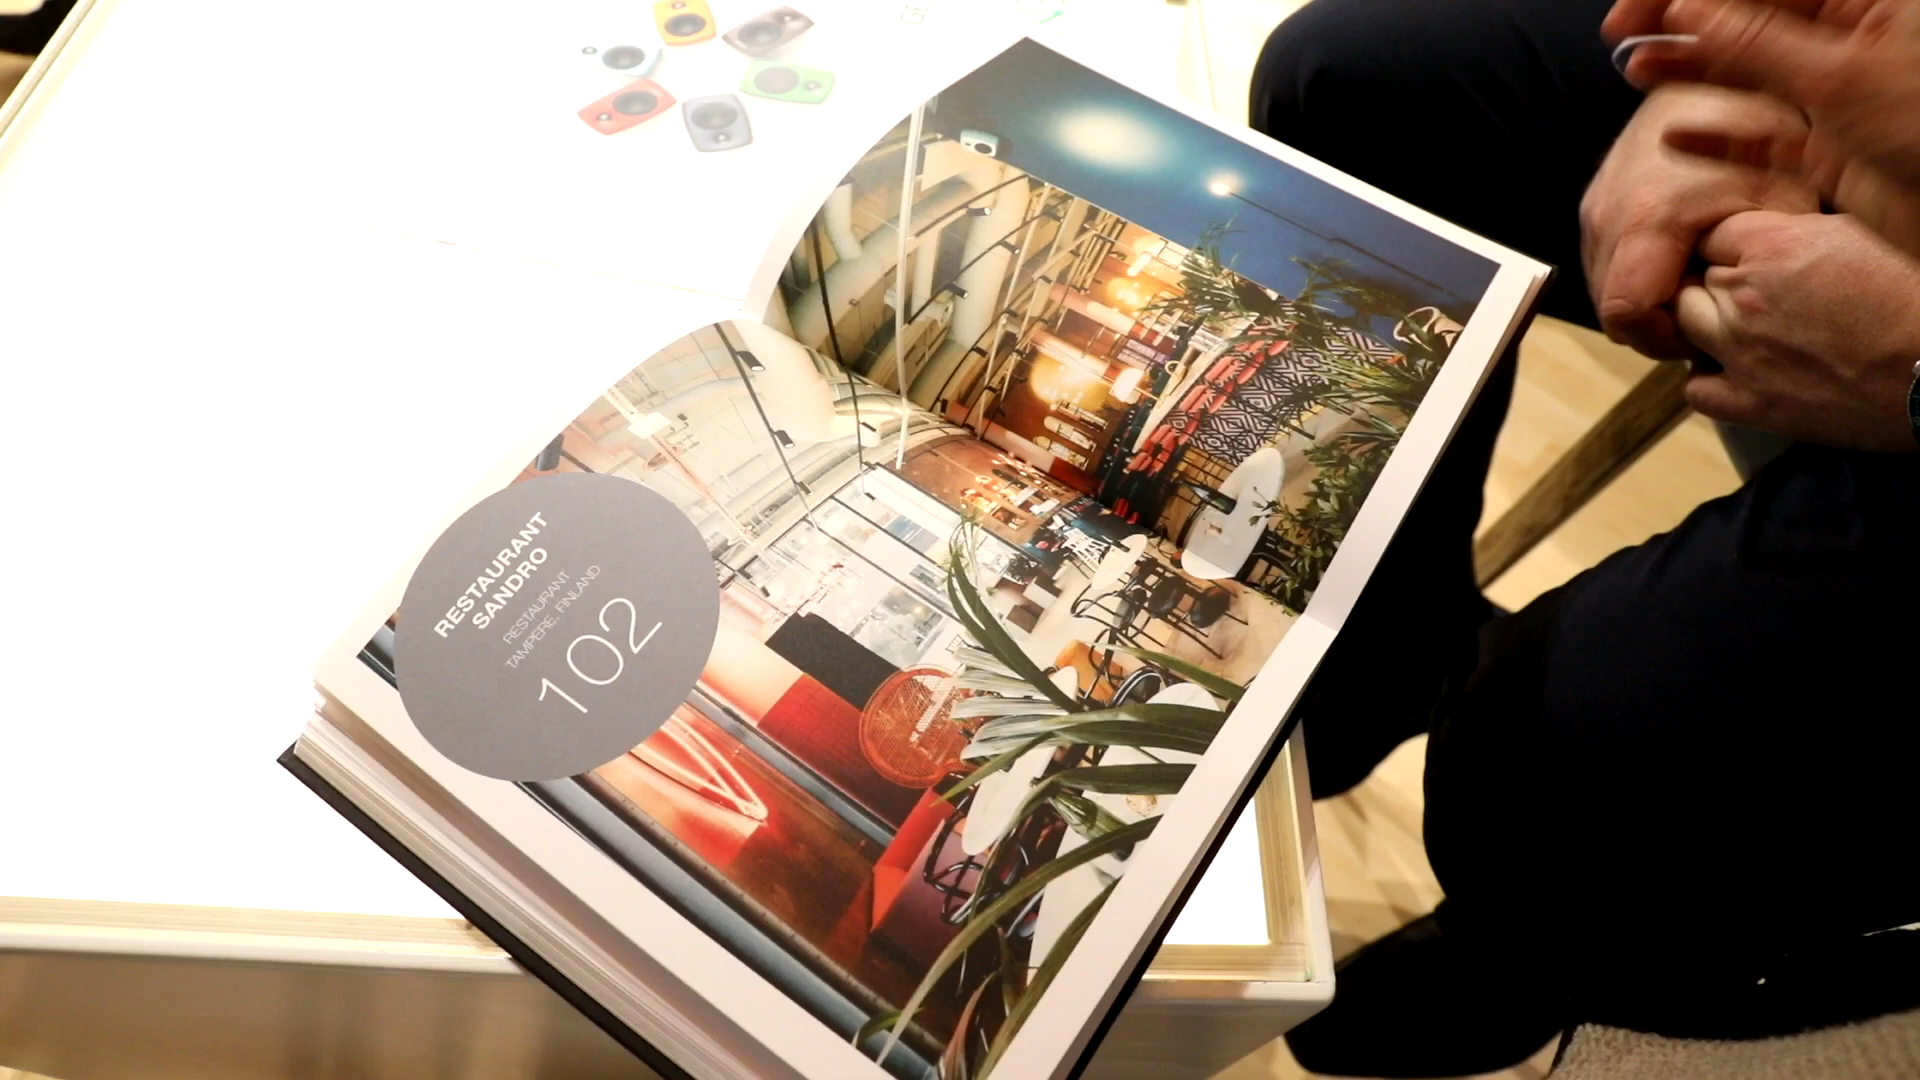 RESTAURANT
SANDRO
RESTAURANT
TAMPERE, FINLAND
102